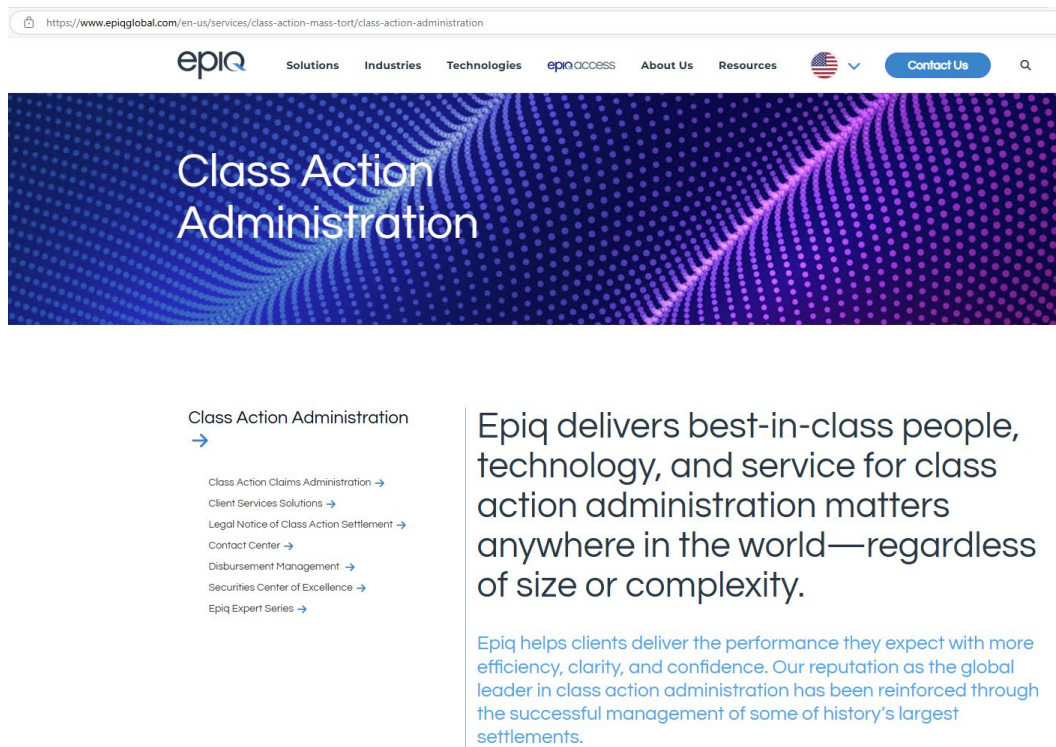 https://www.epiqglobal.com/en-us/services/class-action-mass-tort/class-action-administration
epiq Solutions Industries Technologies epiq access About Us Resources Contact Us
Class Action
Administration
Class Action Administration →
Class Action Claims Administration →
Client Services Solutions →
Legal Notice of Class Action Settlement →
Contact Center →
Disbursement Management →
Securities Center of Excellence →
Epiq Expert Series →
Epiq delivers best-in-class people,
technology, and service for class
action administration matters
anywhere in the world—regardless
of size or complexity.
Epiq helps clients deliver the performance they expect with more
efficiency, clarity, and confidence. Our reputation as the global
leader in class action administration has been reinforced through
the successful management of some of history's largest
settlements.